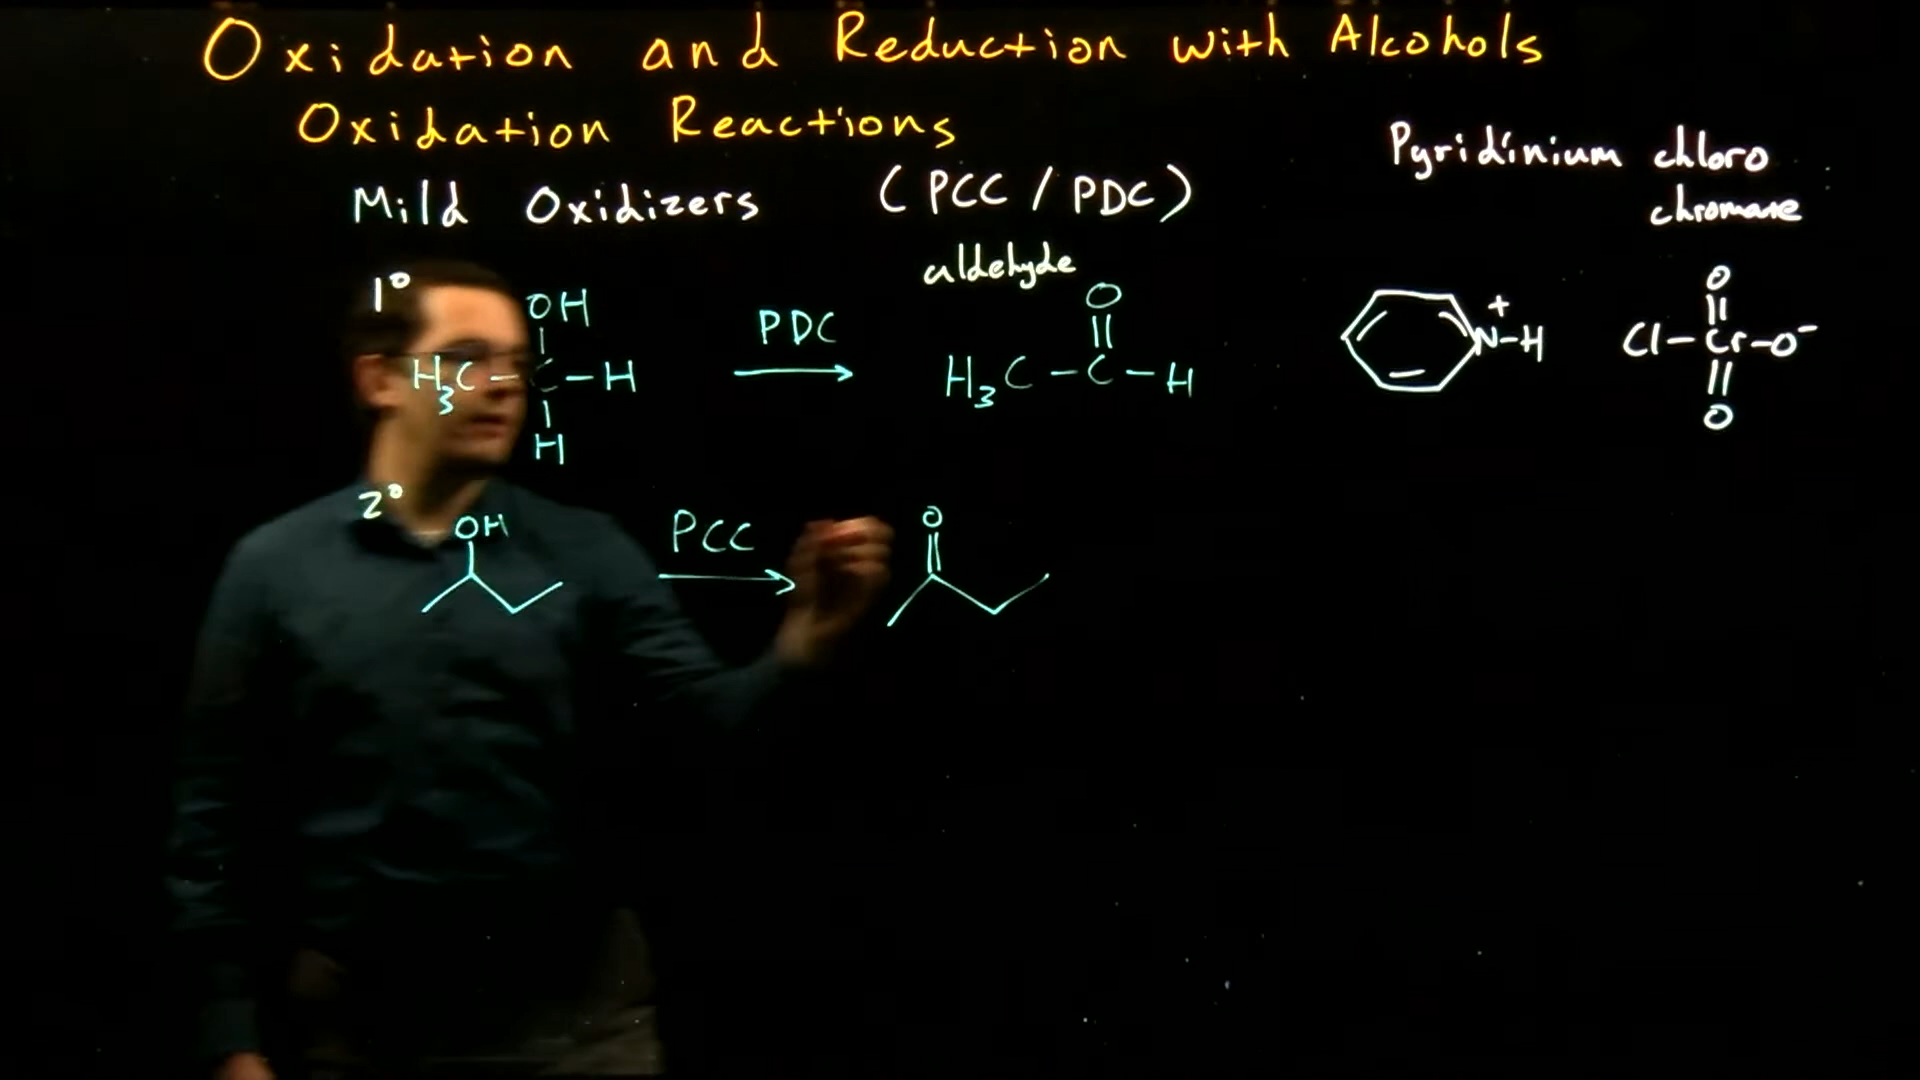 Oxidation and Reduction with Alcohols
Oxidation Reactions
Mild Oxidizers (PCC / PDC)
Pyridinium chloro
chromate
aldehyde
1°
OH
H3C-C-H
H
PDC
O
H3C-C-H
+
N-H
O
Cl-Cr-O-
O
2°
OH
PCC
O